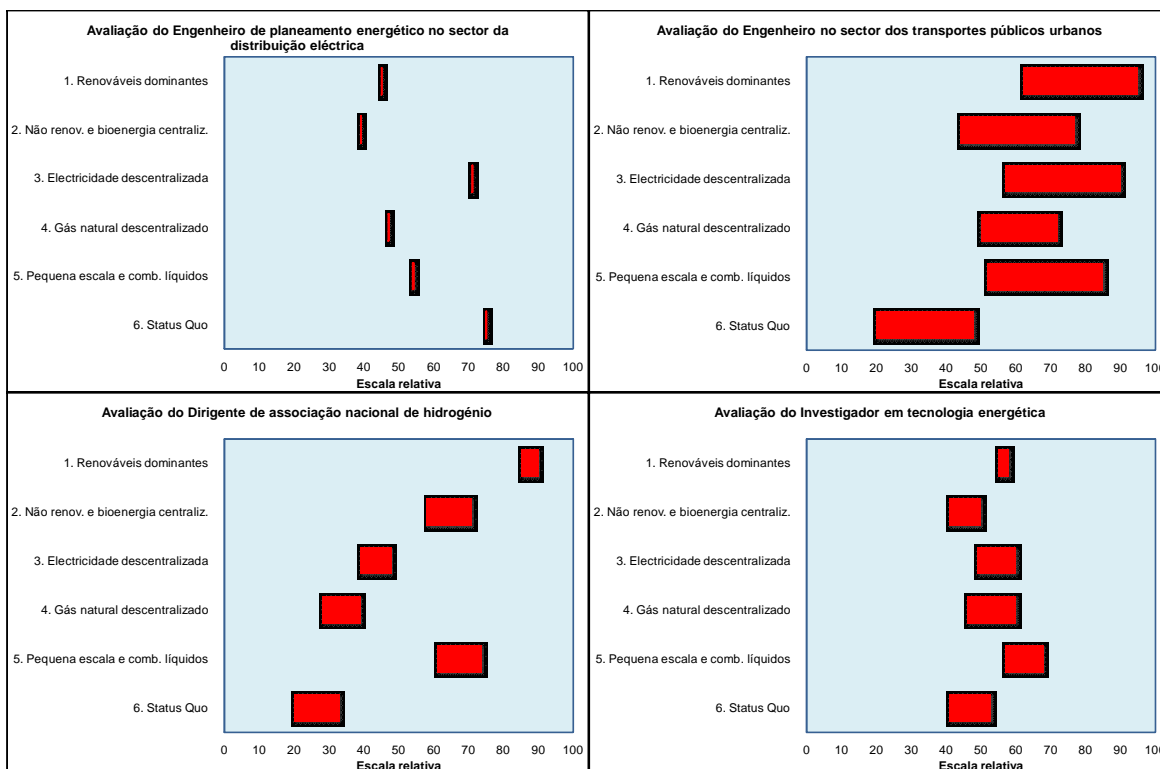 Avaliação do Engenheiro de planeamento energético no sector da
distribuição eléctrica
1. Renováveis dominantes
2. Não renov. e bioenergia centraliz.
3. Electricidade descentralizada
4. Gás natural descentralizado
5. Pequena escala e comb. líquidos
6. Status Quo
0 10 20 30 40 50 60 70 80 90 100
Escala relativa
Avaliação do Engenheiro no sector dos transportes públicos urbanos
1. Renováveis dominantes
2. Não renov. e bioenergia centraliz.
3. Electricidade descentralizada
4. Gás natural descentralizado
5. Pequena escala e comb. líquidos
6. Status Quo
0 10 20 30 40 50 60 70 80 90 100
Escala relativa
Avaliação do Dirigente de associação nacional de hidrogénio
1. Renováveis dominantes
2. Não renov. e bioenergia centraliz.
3. Electricidade descentralizada
4. Gás natural descentralizado
5. Pequena escala e comb. líquidos
6. Status Quo
0 10 20 30 40 50 60 70 80 90 100
Escala relativa
Avaliação do Investigador em tecnologia energética
1. Renováveis dominantes
2. Não renov. e bioenergia centraliz.
3. Electricidade descentralizada
4. Gás natural descentralizado
5. Pequena escala e comb. líquidos
6. Status Quo
0 10 20 30 40 50 60 70 80 90 100
Escala relativa